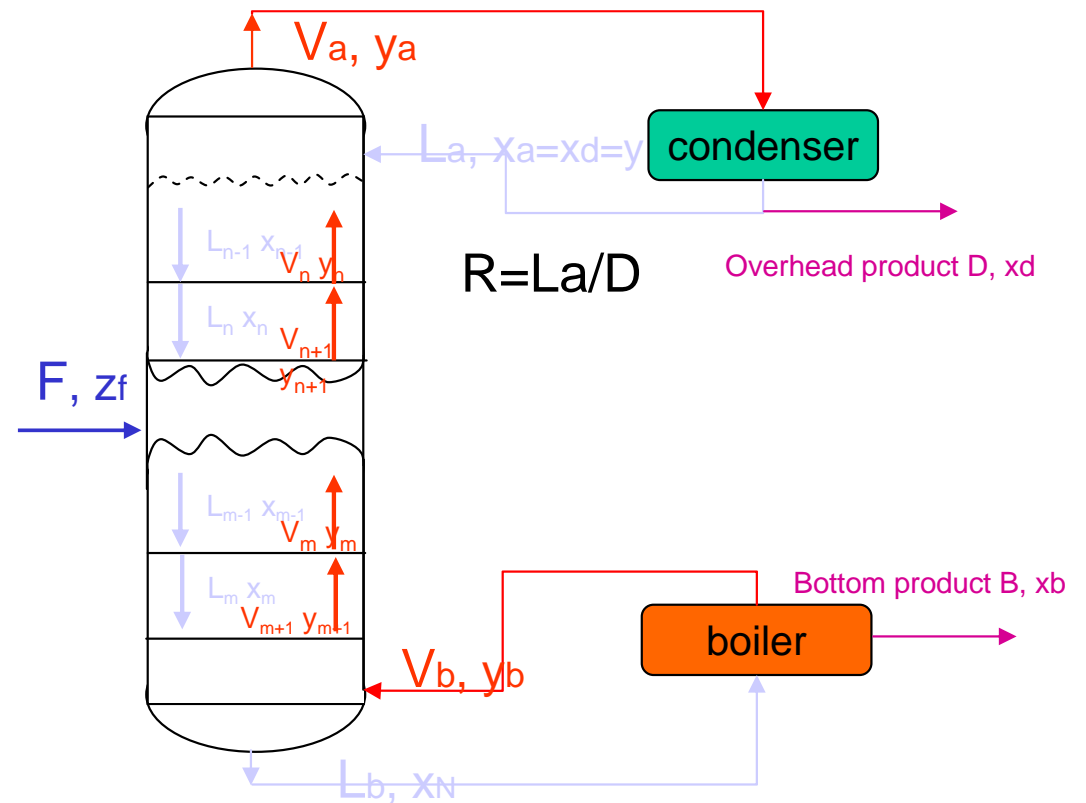 Va, ya
La, xa=xd=y
condenser
Ln-1 xn-1
Vn yn
R=La/D
Overhead product D, xd
Ln xn
Vn+1
yn+1
F, zf
Lm-1 xm-1
Vm ym
Lm xm
Vm+1 ym+1
Bottom product B, xb
boiler
Vb, yb
Lb, xN